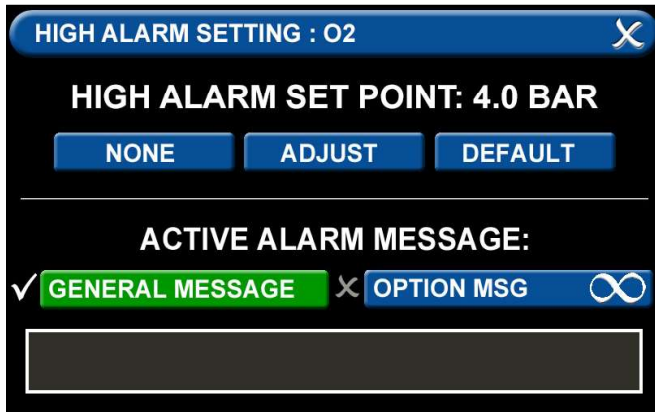 HIGH ALARM SETTING : O2
HIGH ALARM SET POINT: 4.0 BAR
NONE ADJUST DEFAULT
ACTIVE ALARM MESSAGE:
GENERAL MESSAGE OPTION MSG